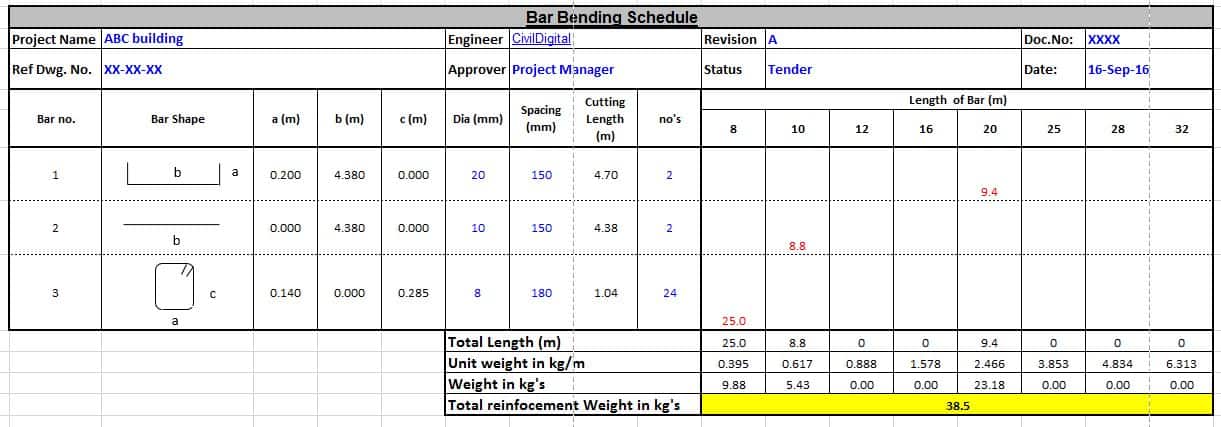 Bar Bending Schedule
Project Name ABC building Engineer CivilDigital Revision A Doc.No: XXXX
Ref Dwg. No. XX-XX-XX Approver Project Manager Status Tender Date: 16-Sep-16
Bar no. Bar Shape a (m) b (m) c (m) Dia (mm) Spacing (mm) Cutting Length (m) no's Length of Bar (m)
8 10 12 16 20 25 28 32
1 b a 0.200 4.380 0.000 20 150 4.70 2 9.4
2 b 0.000 4.380 0.000 10 150 4.38 2 8.8
3 c a 0.140 0.000 0.285 8 180 1.04 24 25.0
Total Length (m) 25.0 8.8 0 0 9.4 0 0 0
Unit weight in kg/m 0.395 0.617 0.888 1.578 2.466 3.853 4.834 6.313
Weight in kg's 9.88 5.43 0.00 0.00 23.18 0.00 0.00 0.00
Total reinfocement Weight in kg's 38.5